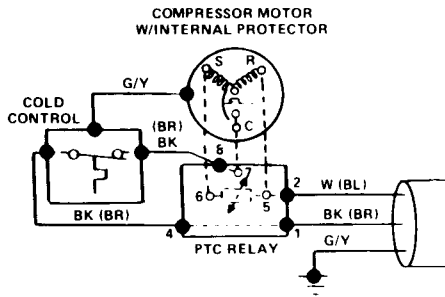 COMPRESSOR MOTOR
W/INTERNAL PROTECTOR
S R
G/Y
COLD
CONTROL
C
(BR)
BK
8
7
6 5
2
W (BL)
BK (BR)
BK (BR)
4
1
G/Y
PTC RELAY